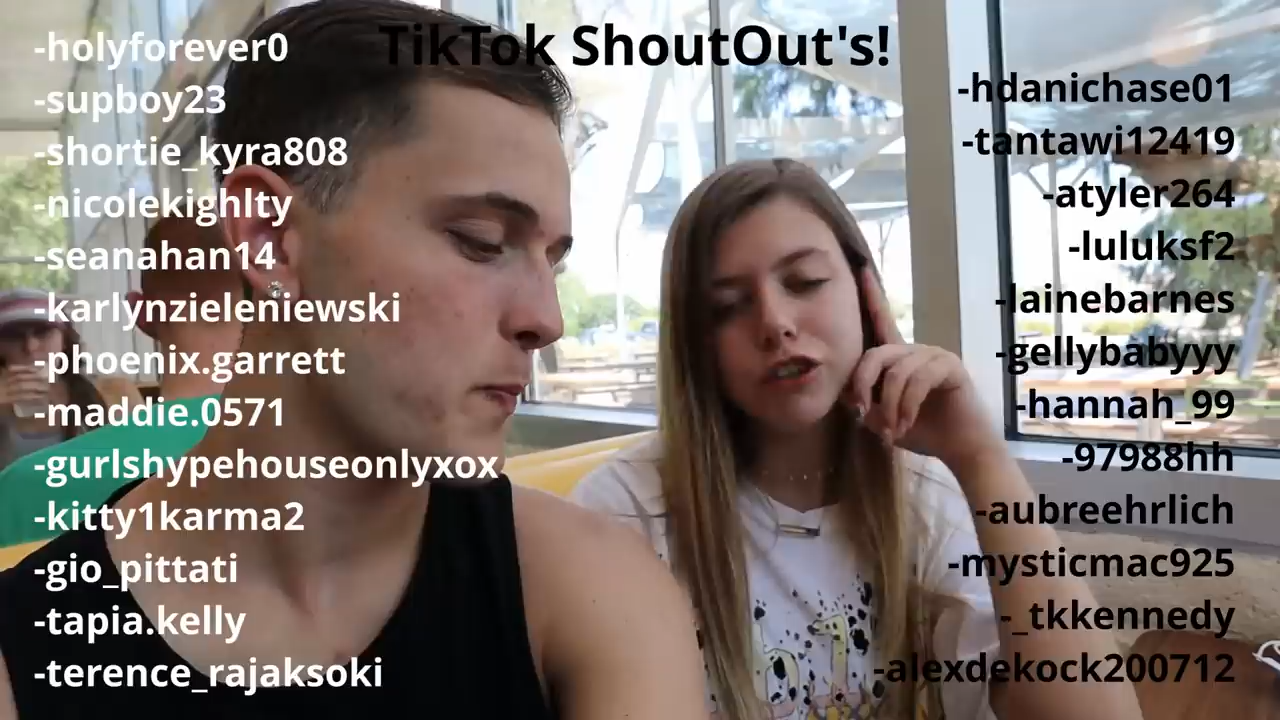 TikTok ShoutOut's!
-holyforever0
-supboy23
-shortie_kyra808
-nicolekighlty
-seanahan14
-karlynzieleniewski
-phoenix.garrett
-maddie.0571
-gurlshypehouseonlyxox
-kitty1karma2
-gio_pittati
-tapia.kelly
-terence_rajaksoki
-hdanichase01
-tantawi12419
-atyler264
-luluksf2
-lainebarnes
-gellybabyyy
-hannah_99
-97988hh
-aubreehrlich
-mysticmac925
-_tkkennedy
-alexdekock200712